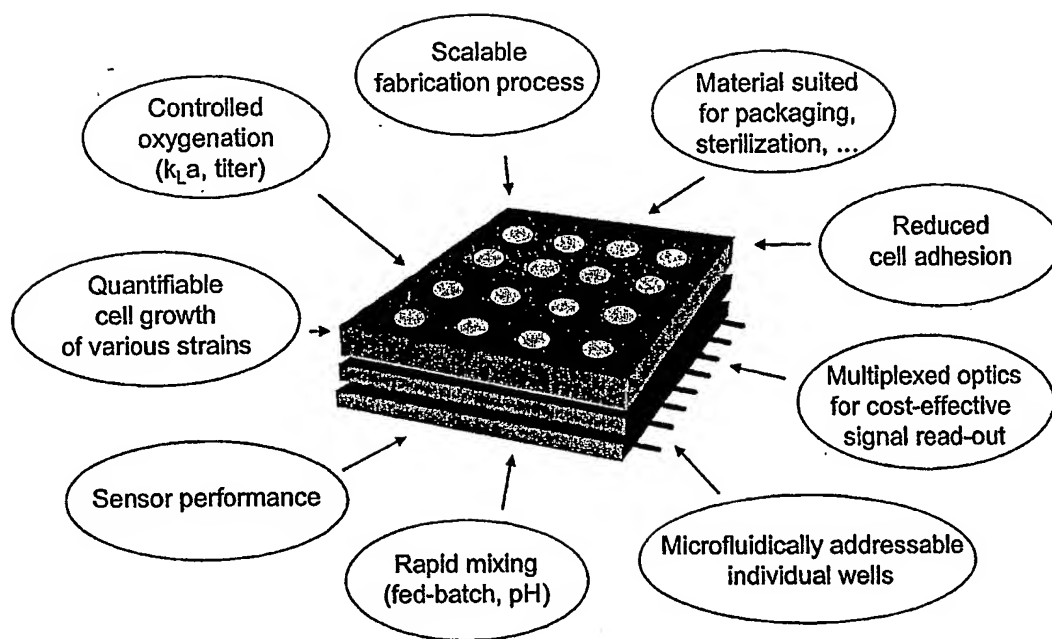 Scalable
fabrication process
Material suited
for packaging,
sterilization, ...
Controlled
oxygenation
(kLa, titer)
Reduced
cell adhesion
Quantifiable
cell growth
of various strains
Multiplexed optics
for cost-effective
signal read-out
Sensor performance
Microfluidically addressable
individual wells
Rapid mixing
(fed-batch, pH)